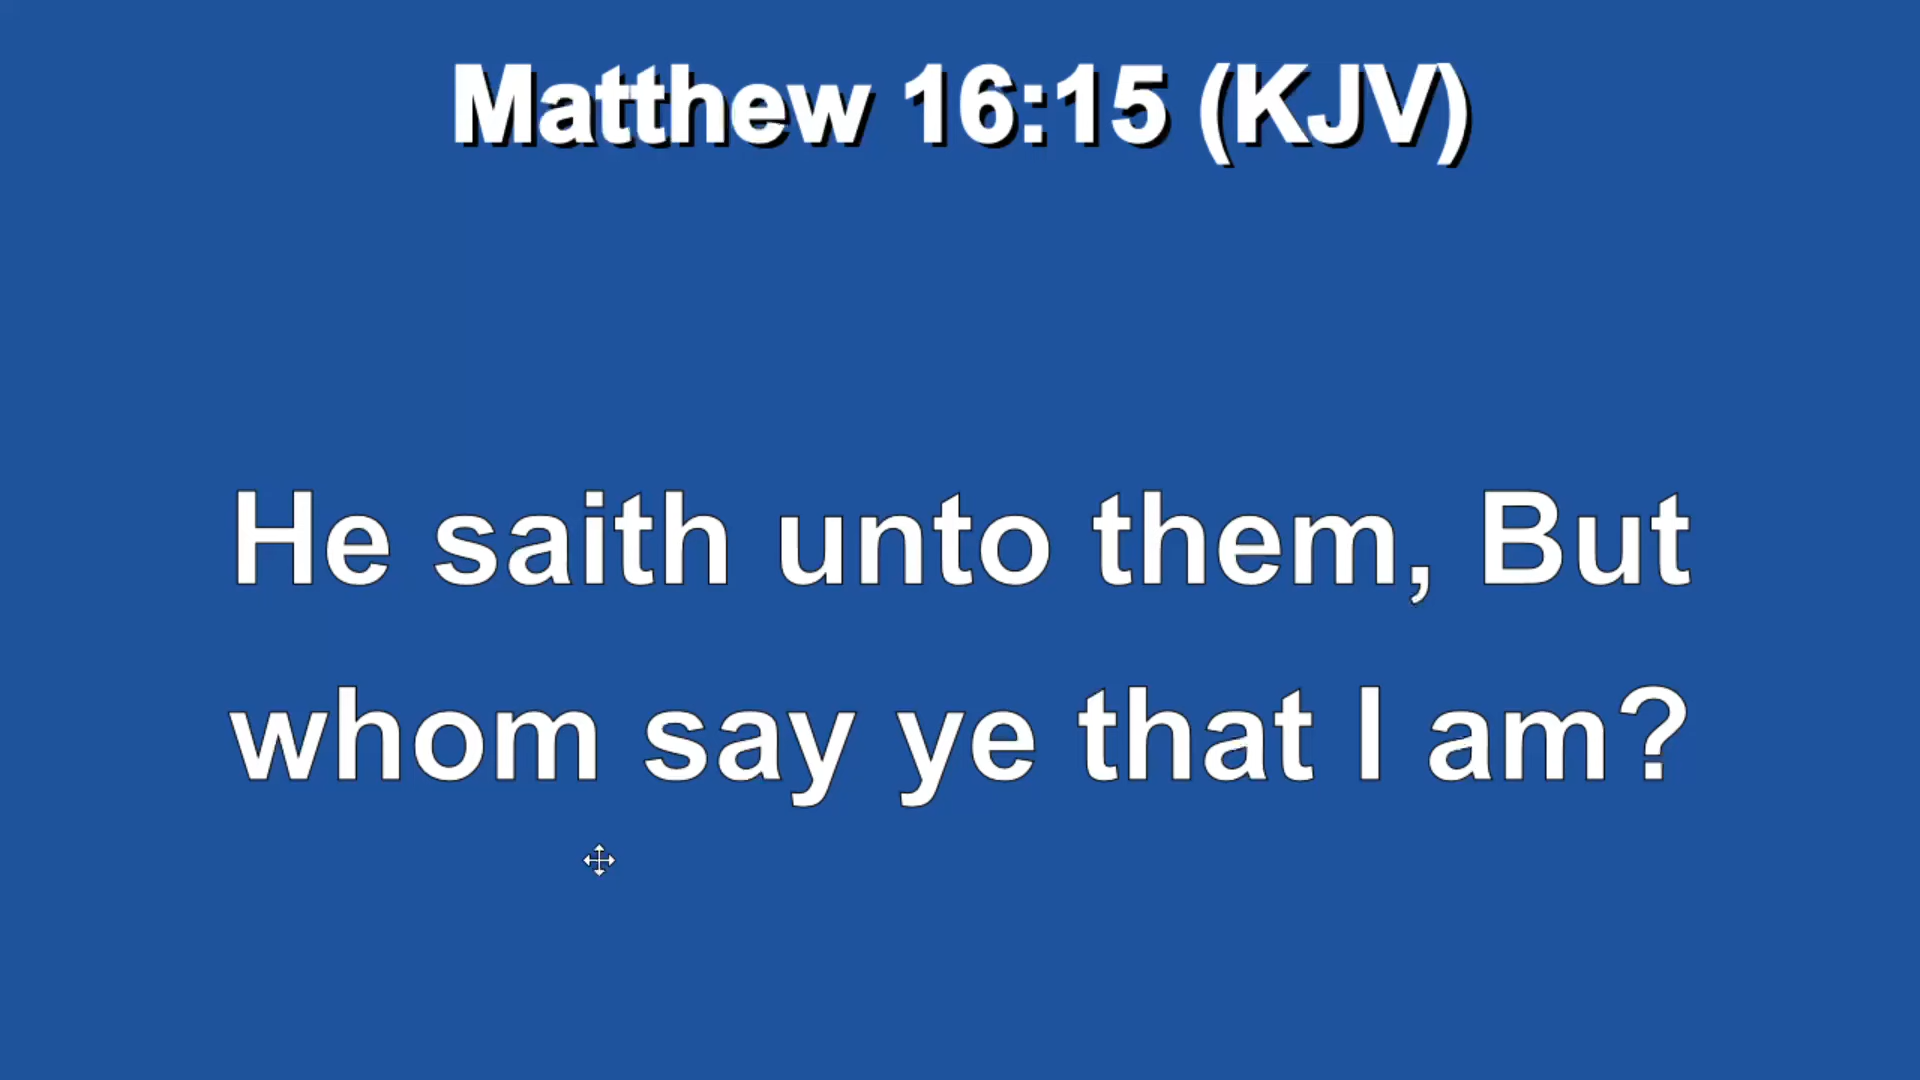 Matthew 16:15 (KJV)
He saith unto them, But
whom say ye that I am?